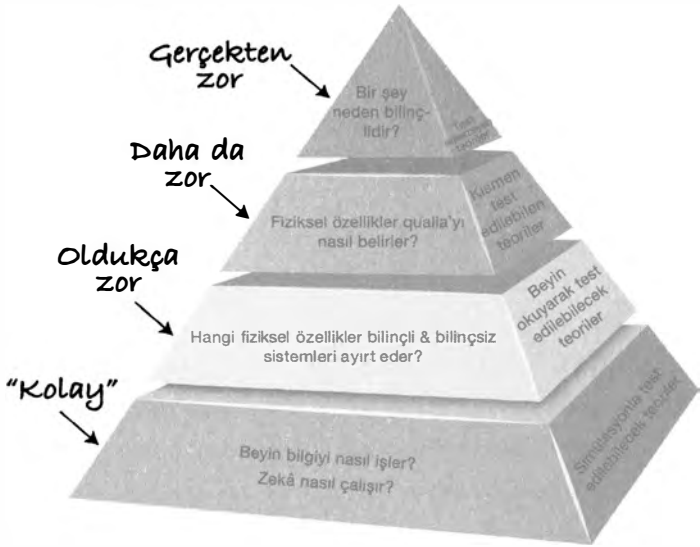 Gerçekten
zor
Bir şey
neden bilinç-
lidir?
teoriler
Daha da
zor
Fiziksel özellikler qualla'yı
nasıl belirler?
Kısmen
test
edilebilen
teoriler
Oldukça
zor
Hangi fiziksel özellikler bilinçli & bilinçsiz
sistemleri ayırt eder?
Beyin
okuyarak test
edilebilecek
teoriler
"Kolay"
Beyin bilgiyi nasıl işler?
Zekâ nasıl çalışır?
Simülasyonla test
edilebilecek teoriler